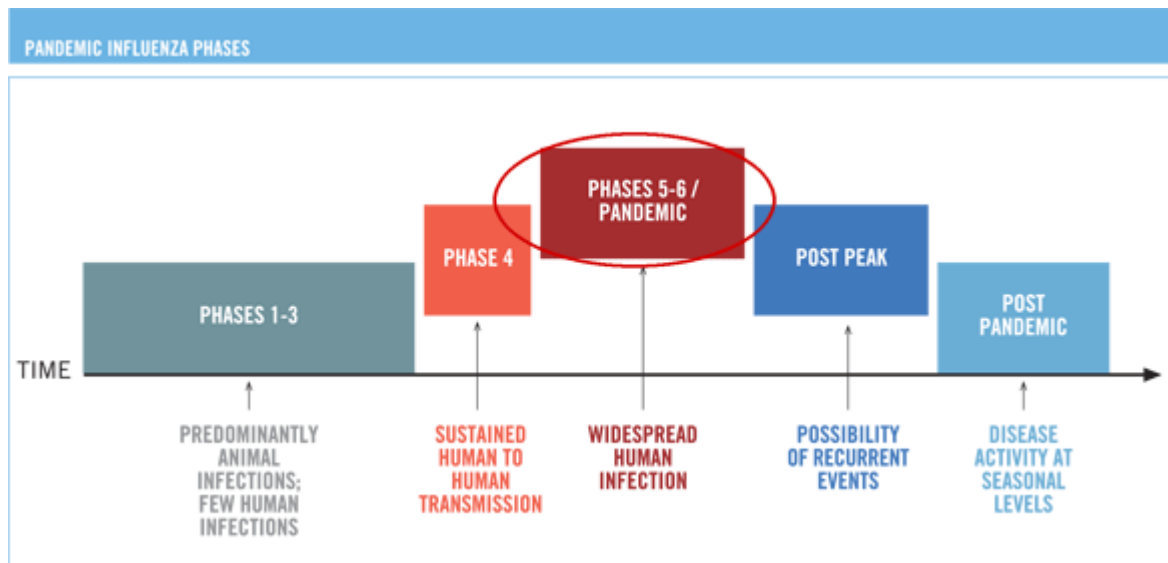 PANDEMIC INFLUENZA PHASES
PHASES 5-6 /
PANDEMIC
PHASE 4
POST PEAK
PHASES 1-3
POST
PANDEMIC
TIME
PREDOMINANTLY
ANIMAL
INFECTIONS;
FEW HUMAN
INFECTIONS
SUSTAINED
HUMAN TO
HUMAN
TRANSMISSION
WIDESPREAD
HUMAN
INFECTION
POSSIBILITY
OF RECURRENT
EVENTS
DISEASE
ACTIVITY AT
SEASONAL
LEVELS